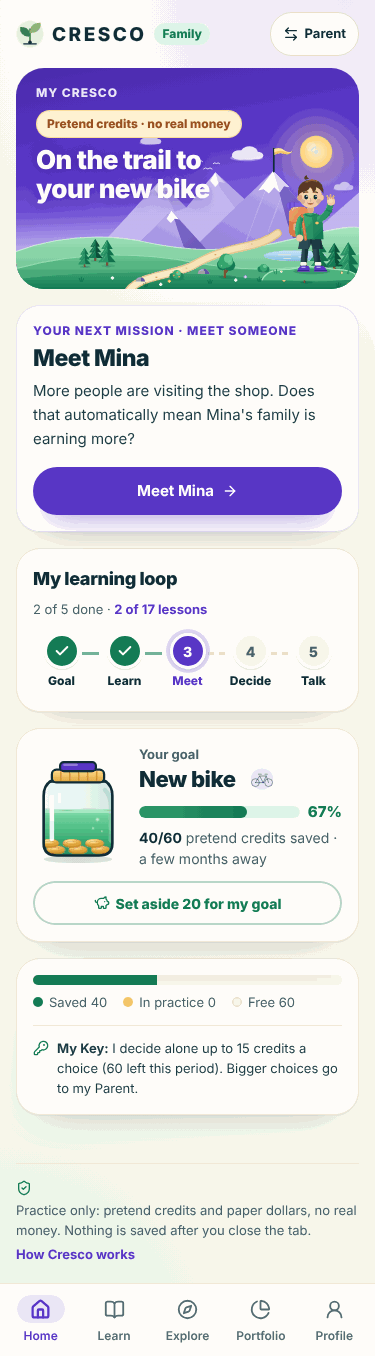 CRESCO Family Parent
MY CRESCO
Pretend credits · no real money
On the trail to
your new bike
YOUR NEXT MISSION · MEET SOMEONE
Meet Mina
More people are visiting the shop. Does
that automatically mean Mina's family is
earning more?
Meet Mina →
My learning loop
2 of 5 done · 2 of 17 lessons
3 4 5
Goal Learn Meet Decide Talk
Your goal
New bike
67%
40/60 pretend credits saved ·
a few months away
Set aside 20 for my goal
Saved 40 In practice 0 Free 60
My Key: I decide alone up to 15 credits a
choice (60 left this period). Bigger choices go
to my Parent.
Practice only: pretend credits and paper dollars, no real
money. Nothing is saved after you close the tab.
How Cresco works
Home Learn Explore Portfolio Profile